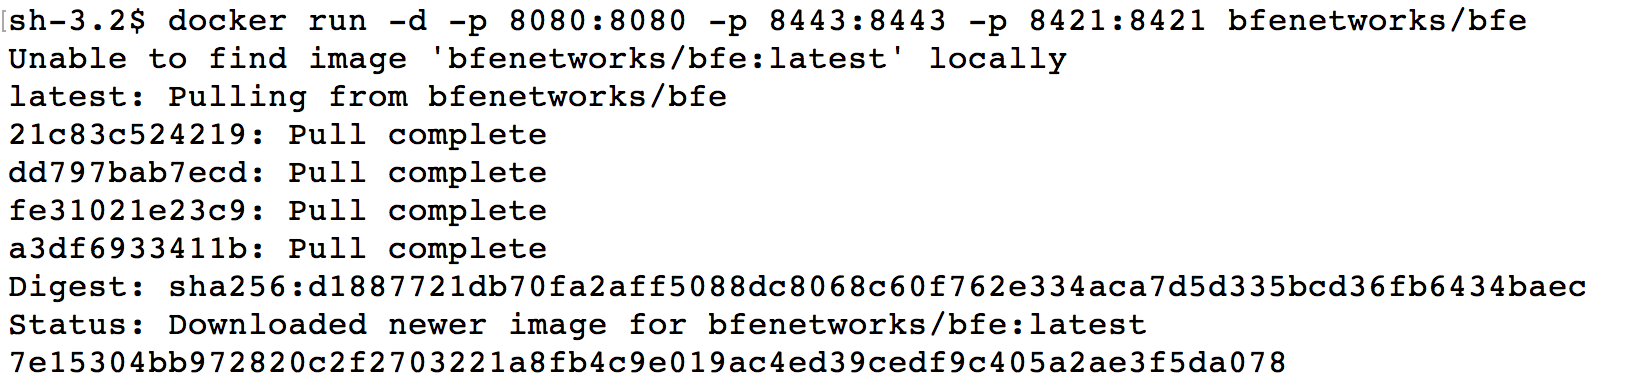 sh-3.2$ docker run -d -p 8080:8080 -p 8443:8443 -p 8421:8421 bfenetworks/bfe
Unable to find image 'bfenetworks/bfe:latest' locally
latest: Pulling from bfenetworks/bfe
21c83c524219: Pull complete
dd797bab7ecd: Pull complete
fe31021e23c9: Pull complete
a3df6933411b: Pull complete
Digest: sha256:d1887721db70fa2aff5088dc8068c60f762e334aca7d5d335bcd36fb6434baec
Status: Downloaded newer image for bfenetworks/bfe:latest
7e15304bb972820c2f2703221a8fb4c9e019ac4ed39cedf9c405a2ae3f5da078